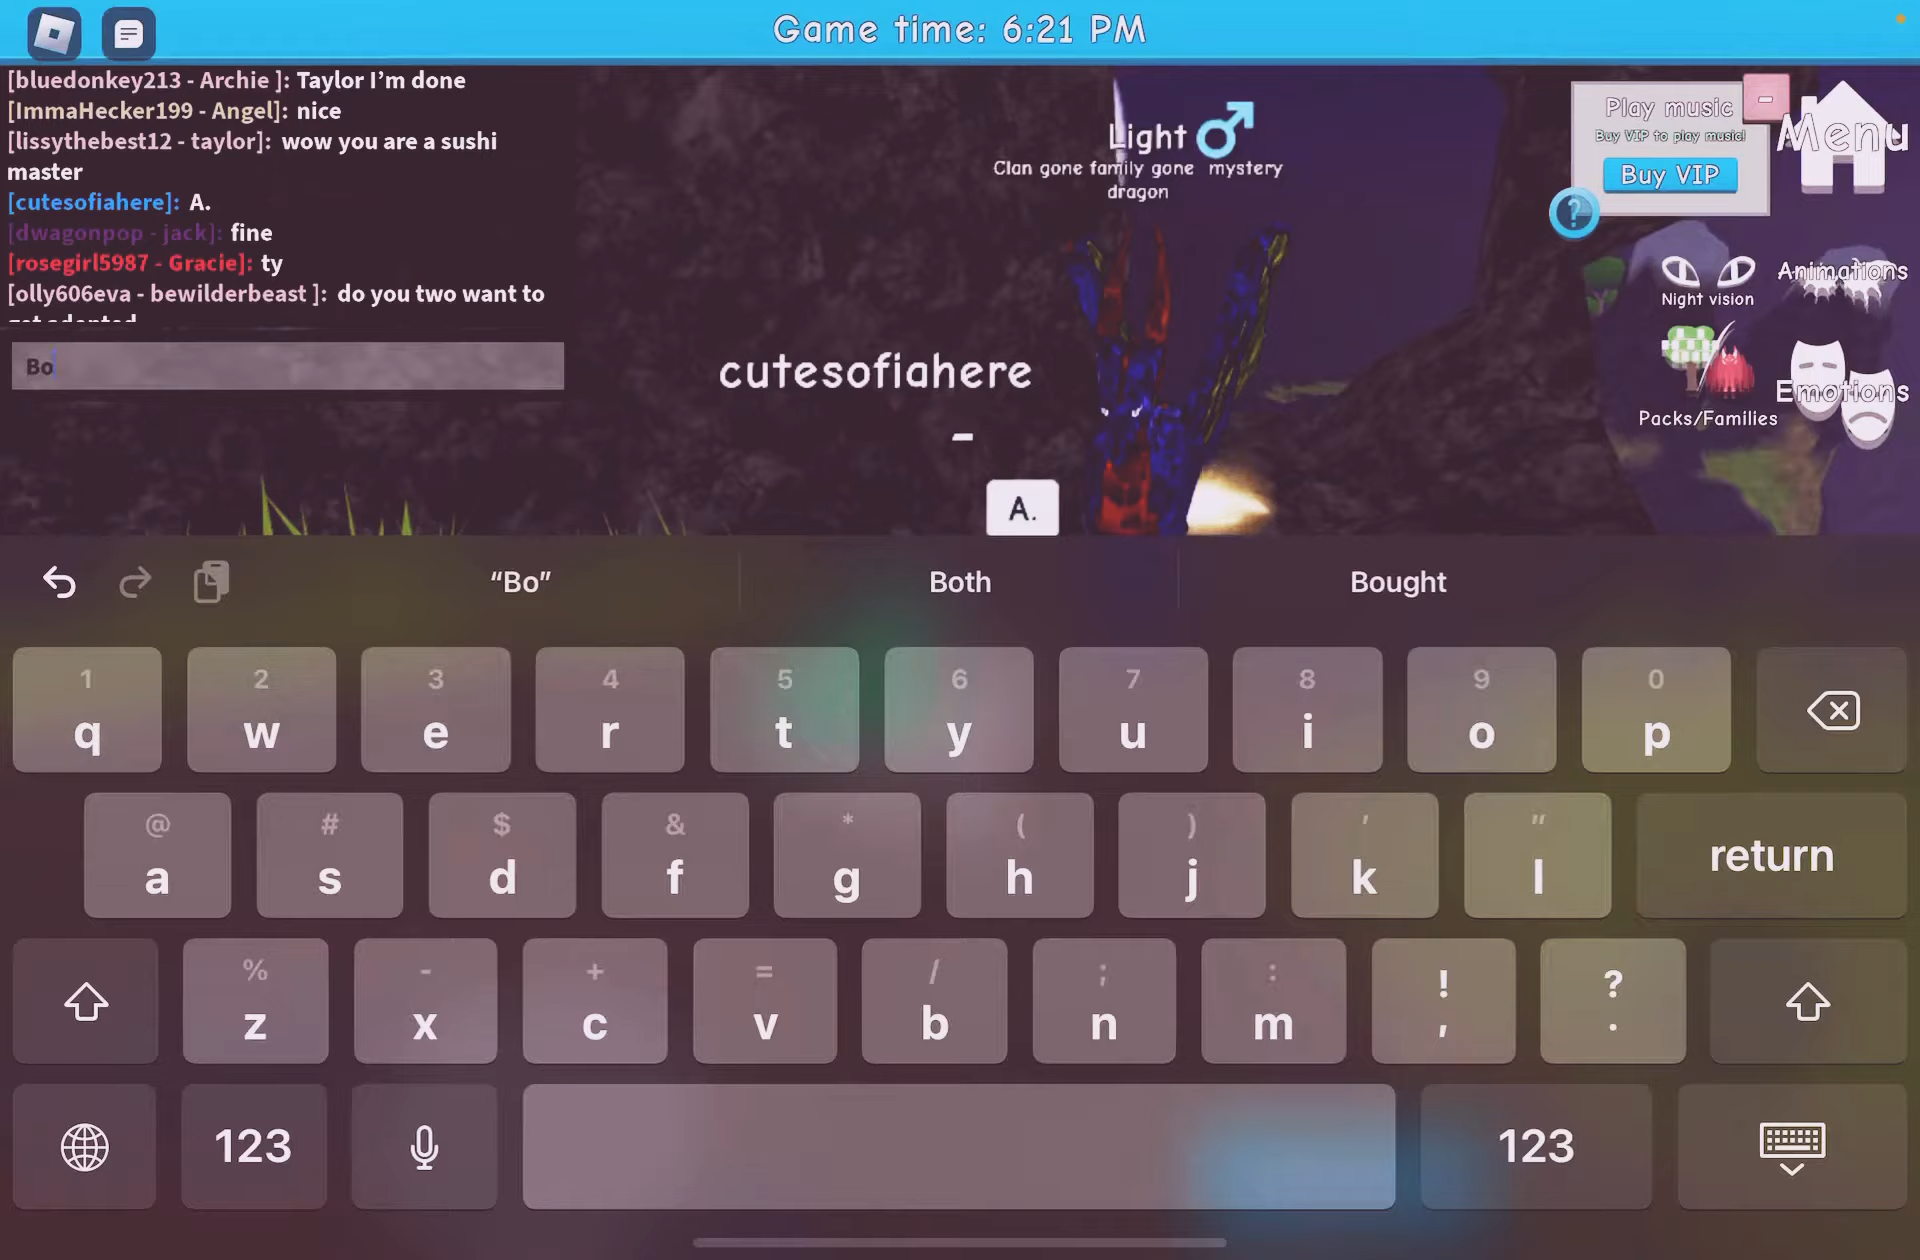 Game time: 6:21 PM
[bluedonkey213 - Archie ]: Taylor I'm done
[ImmaHecker199 - Angel]: nice
[lissythebest12 - taylor]: wow you are a sushi
master
[cutesofiahere]: A.
[dwagonpop - jack]: fine
[rosegirl5987 - Gracie]: ty
[olly606eva - bewilderbeast ]: do you two want to
get adopted
Bo
Light
Clan gone family gone mystery
dragon
cutesofiahere
-
A.
Play music
-
Buy VIP to play music!
Buy VIP
Menu
?
Night vision
Animations
Packs/Families
Emotions
“Bo”
Both
Bought
1 2 3 4 5 6 7 8 9 0
q w e r t y u i o p
@ # $ & * ( ) ' "
a s d f g h j k l return
% - + = / ; : ! ?
z x c v b n m , .
123 123